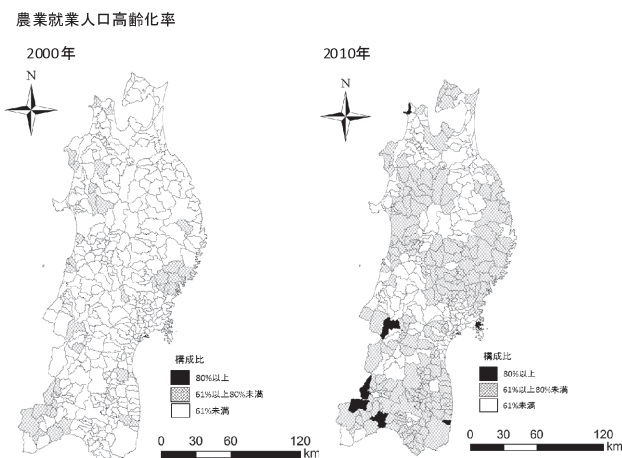 農業就業人口高齢化率
2000年
2010年
N
N
構成比
80%以上
61%以上80%未満
61%未満
0 30 60 120
km
構成比
80%以上
61%以上80%未満
61%未満
0 30 60 120
km